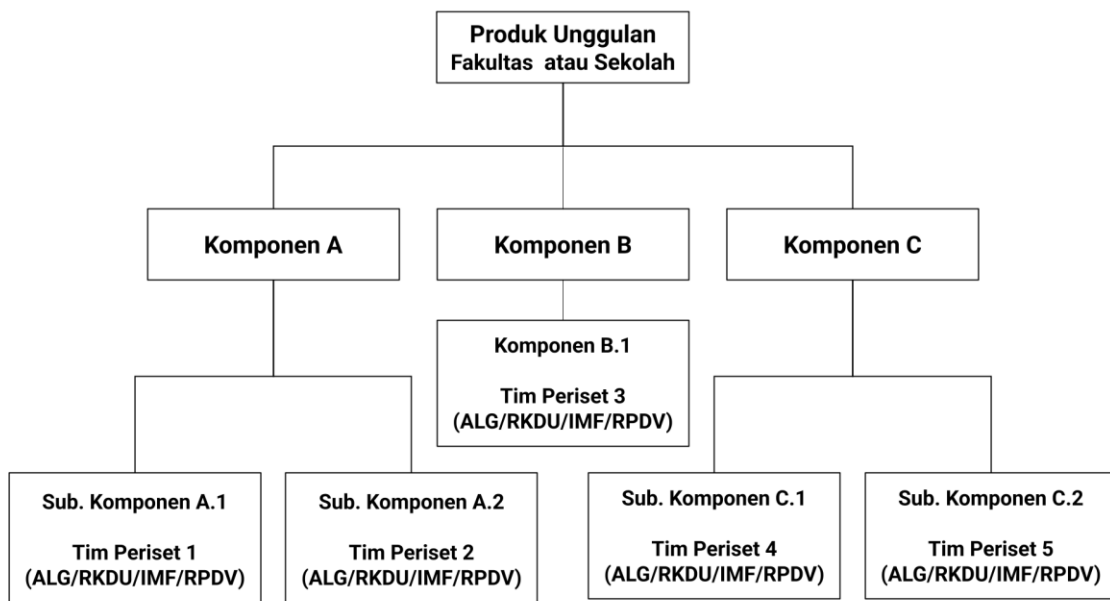 Produk Unggulan
Fakultas atau Sekolah
Komponen A
Komponen B
Komponen C
Komponen B.1
Tim Periset 3
(ALG/RKDU/IMF/RPDV)
Sub. Komponen A.1
Tim Periset 1
(ALG/RKDU/IMF/RPDV)
Sub. Komponen A.2
Tim Periset 2
(ALG/RKDU/IMF/RPDV)
Sub. Komponen C.1
Tim Periset 4
(ALG/RKDU/IMF/RPDV)
Sub. Komponen C.2
Tim Periset 5
(ALG/RKDU/IMF/RPDV)